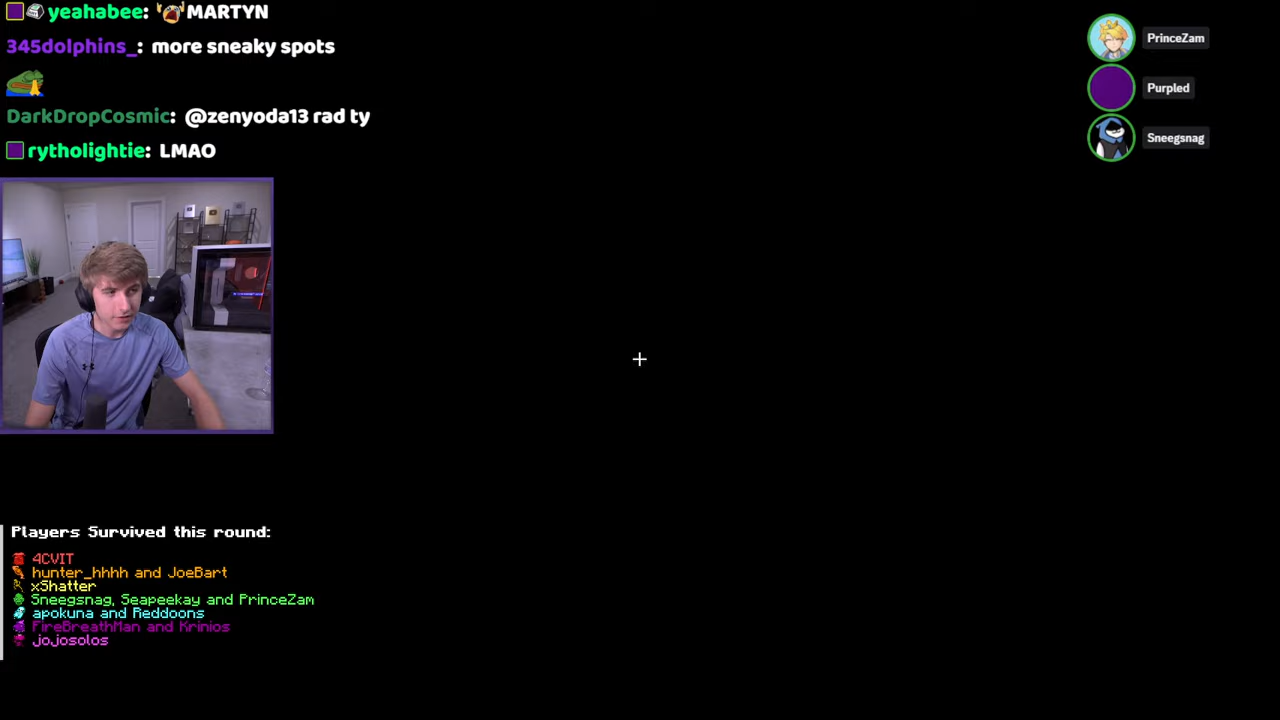 yeahabee: MARTYN
345dolphins_: more sneaky spots
DarkDropCosmic: @zenyoda13 rad ty
rytholightie: LMAO
PrinceZam
Purpled
Sneegsnag
Players Survived this round:
4CVIT
hunter_hhhh and JoeBart
xShatter
Sneegsnag, Seapeekay and PrinceZam
apokuna and Reddoons
FireBreathMan and Krinios
jojosolos